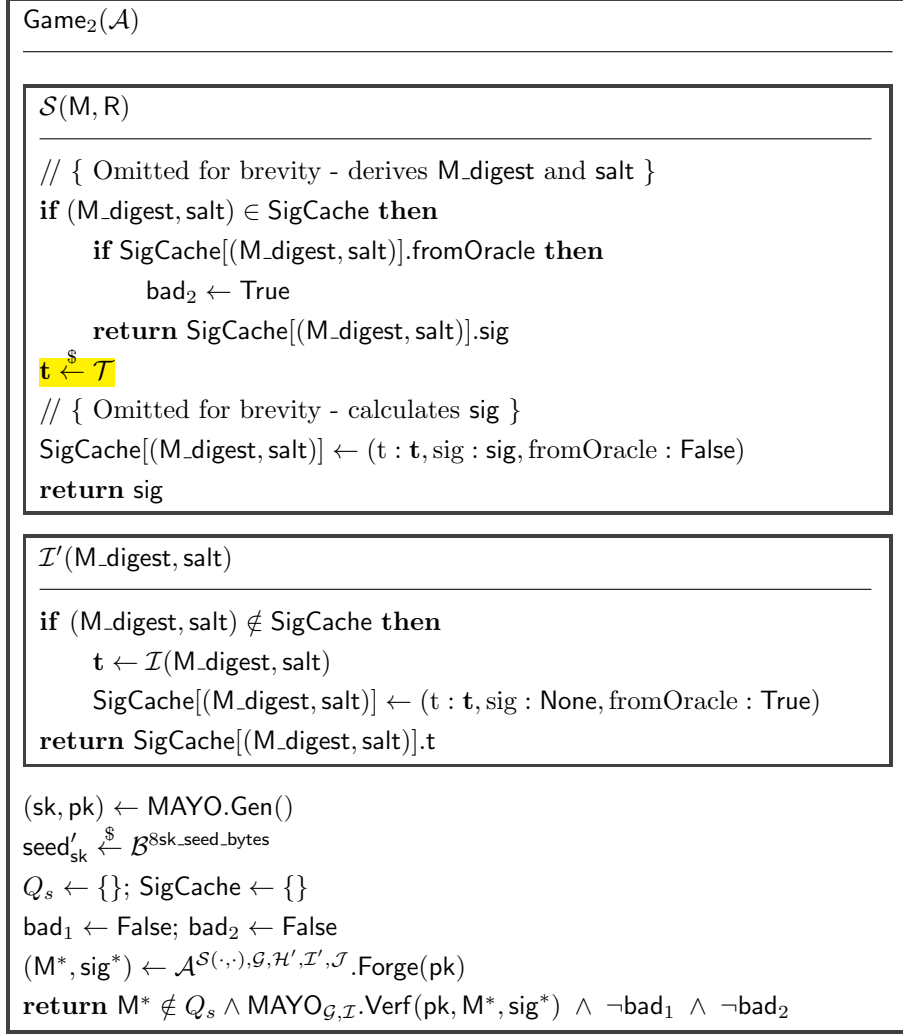 Game₂(𝒜)
𝒮(M, R)
// { Omitted for brevity - derives M_digest and salt }
if (M_digest, salt) ∈ SigCache then
if SigCache[(M_digest, salt)].fromOracle then
bad₂ ← True
return SigCache[(M_digest, salt)].sig
t ←$ 𝒯
// { Omitted for brevity - calculates sig }
SigCache[(M_digest, salt)] ← (t : t, sig : sig, fromOracle : False)
return sig
ℐ′(M_digest, salt)
if (M_digest, salt) ∉ SigCache then
t ← ℐ(M_digest, salt)
SigCache[(M_digest, salt)] ← (t : t, sig : None, fromOracle : True)
return SigCache[(M_digest, salt)].t
(sk, pk) ← MAYO.Gen()
seed′_sk ←$ ℬ^8sk_seed_bytes
Q_s ← {}; SigCache ← {}
bad₁ ← False; bad₂ ← False
(M*, sig*) ← 𝒜^𝒮(·,·),𝒢,ℋ′,ℐ′,𝒥.Forge(pk)
return M* ∉ Q_s ∧ MAYO_𝒢,ℐ.Verf(pk, M*, sig*) ∧ ¬bad₁ ∧ ¬bad₂